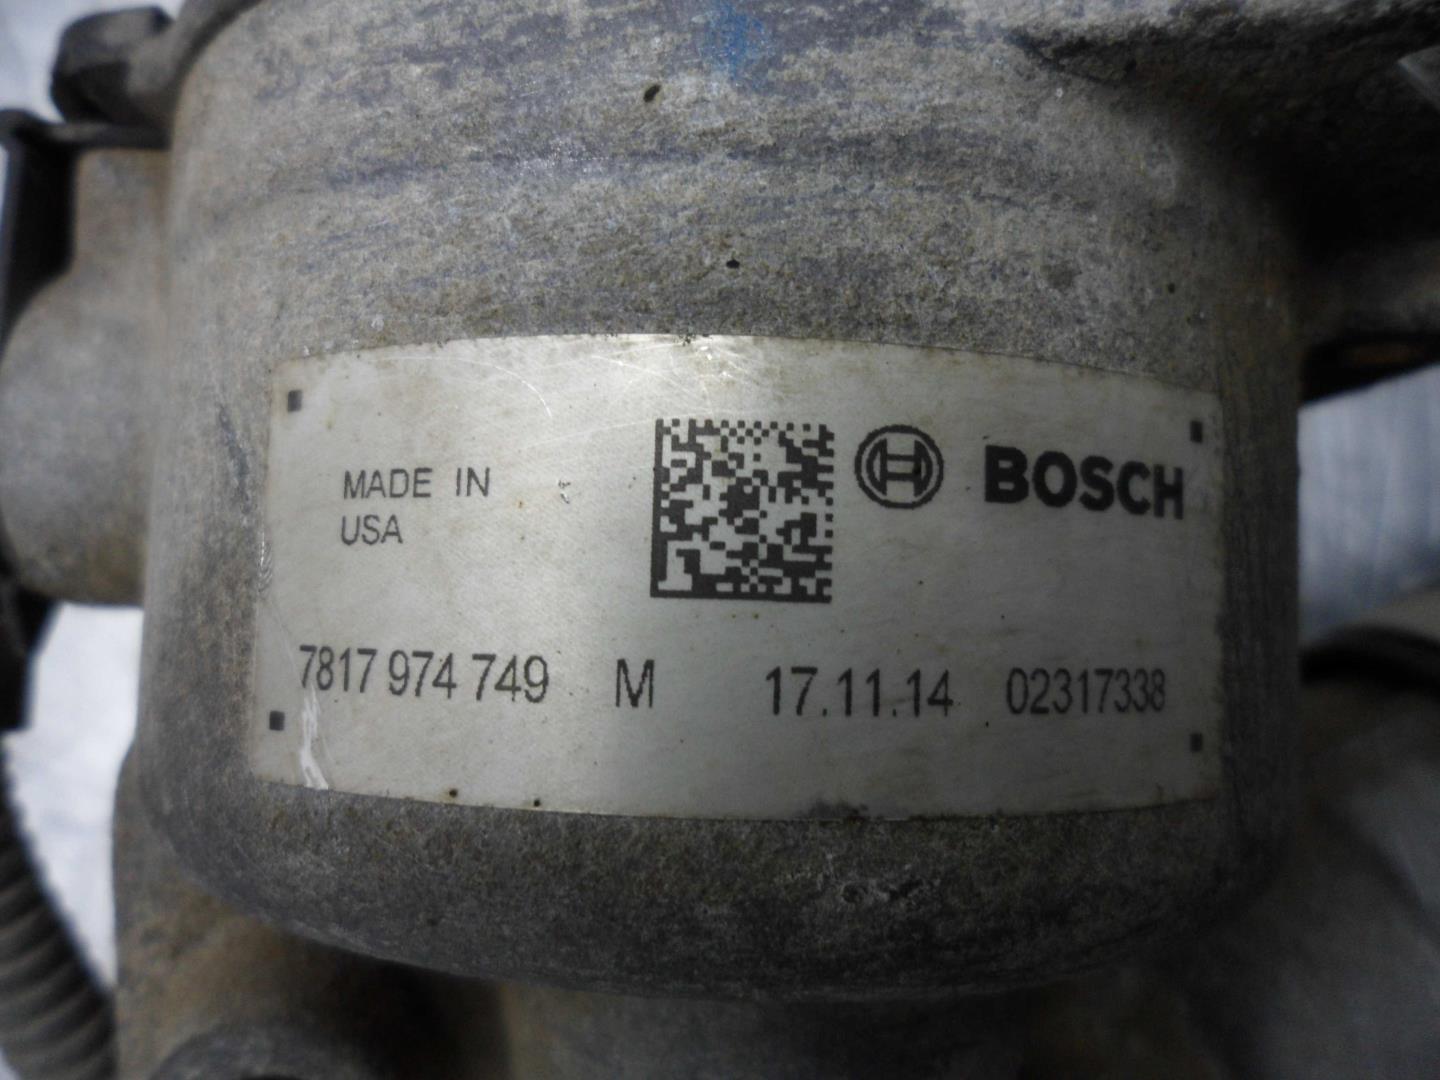 MADE IN
USA
BOSCH
7817 974 749 M 17.11.14 02317338